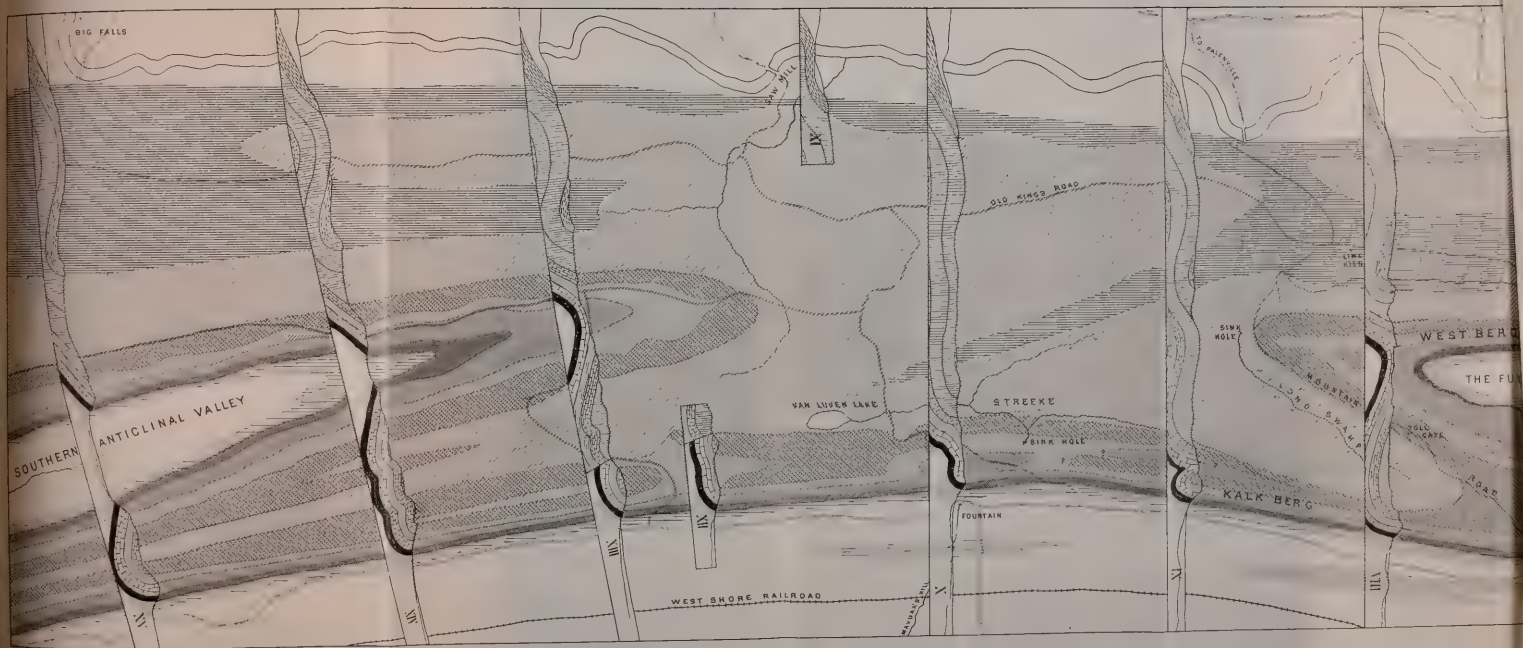 BIG FALLS
SAW MILL
TO PALENVILLE
OLD KINGS ROAD
LIME KILN
SINK HOLE
WEST BERG
THE FUY
MOUNTAIN
LONG SWAMP
TOLL GATE
ROAD
VAN LUVEN LAKE
STREEKE
SINK HOLE
? ? ?
KALK BERG
SOUTHERN ANTICLINAL VALLEY
FOUNTAIN
WEST SHORE RAILROAD
XIV
XIII
XII
XI
X
IX
VIII